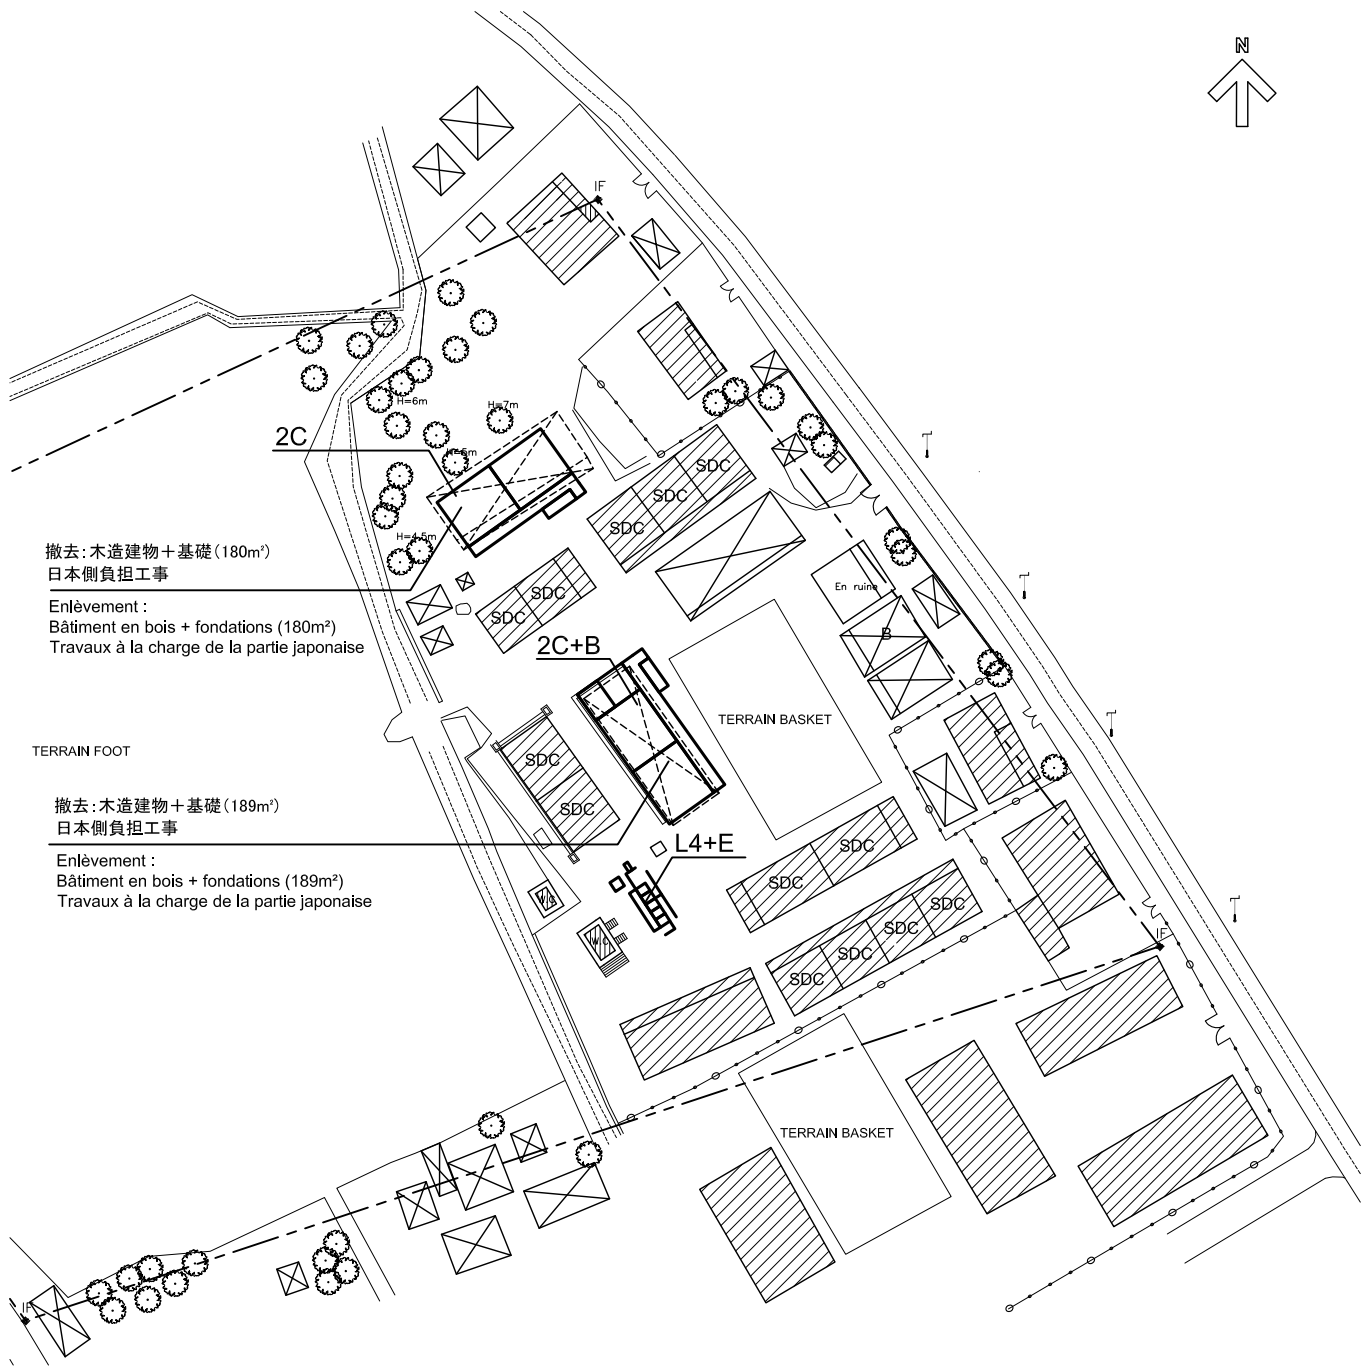 N
IF
H=6m
H=7m
2C
H=6m
SDC
SDC
SDC
H=4.5m
撤去:木造建物+基礎(180m²)
日本側負担工事
Enlèvement :
Bâtiment en bois + fondations (180m²)
Travaux à la charge de la partie japonaise
SDC
SDC
En ruine
B
2C+B
TERRAIN BASKET
TERRAIN FOOT
SDC
SDC
撤去:木造建物+基礎(189m²)
日本側負担工事
Enlèvement :
Bâtiment en bois + fondations (189m²)
Travaux à la charge de la partie japonaise
L4+E
SDC
SDC
W.C
SDC
SDC
SDC
SDC
IF
TERRAIN BASKET
IF